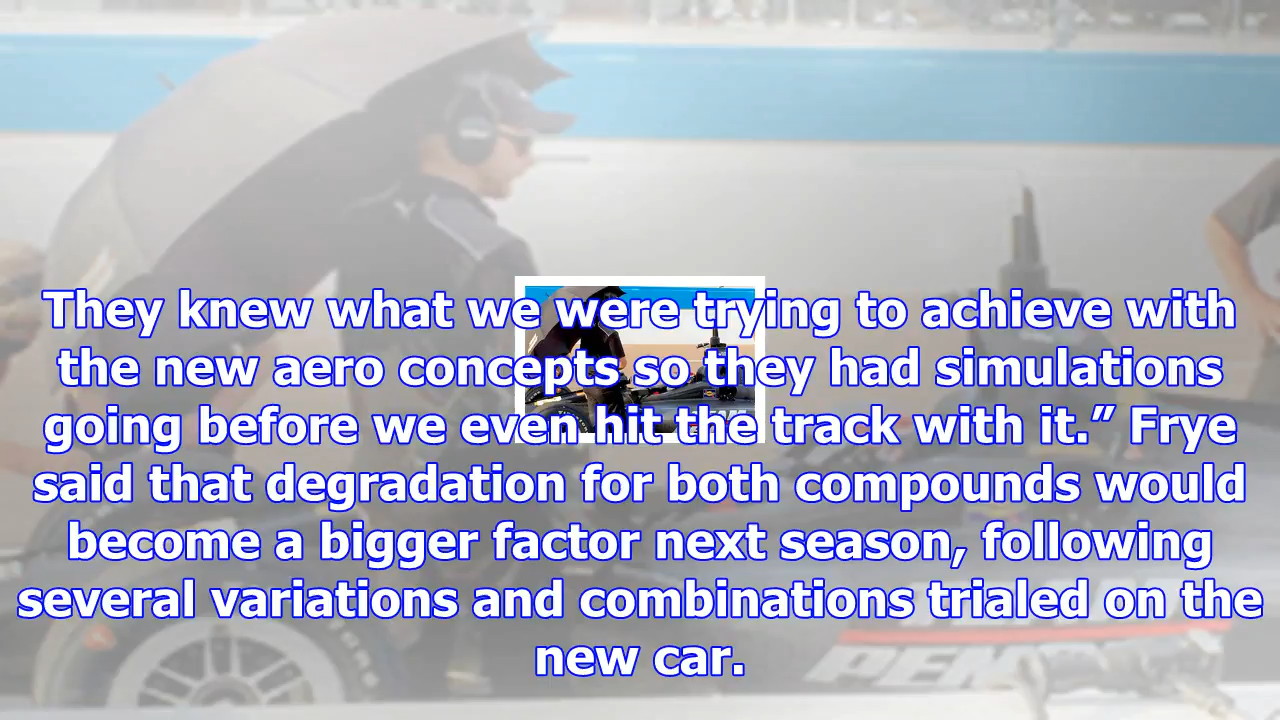 They knew what we were trying to achieve with
the new aero concepts so they had simulations
going before we even hit the track with it.” Frye
said that degradation for both compounds would
become a bigger factor next season, following
several variations and combinations trialed on the
new car.